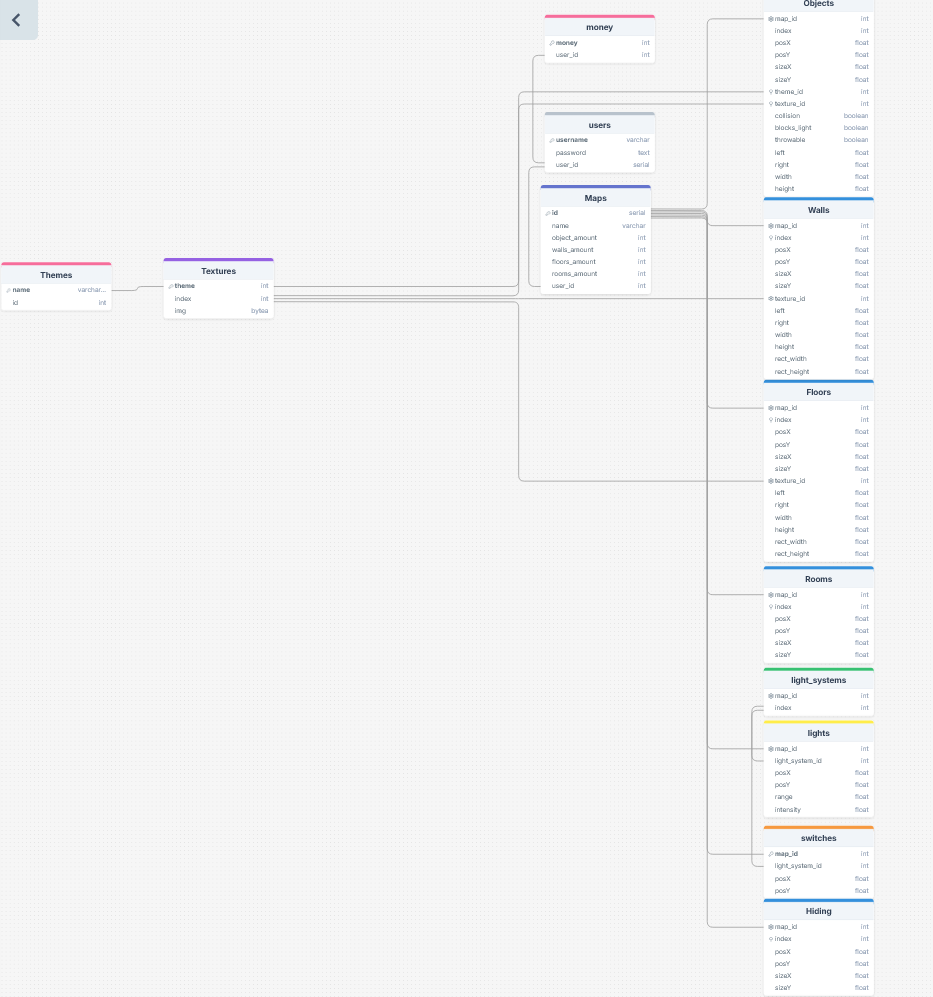 money
money int
user_id int
users
username varchar
password text
user_id serial
Maps
id serial
name varchar
object_amount int
walls_amount int
floors_amount int
rooms_amount int
user_id int
Themes
name varchar...
id int
Textures
theme int
index int
img bytea
Objects
map_id int
index int
posX float
posY float
sizeX float
sizeY float
theme_id int
texture_id int
collision boolean
blocks_light boolean
throwable boolean
left float
right float
width float
height float
Walls
map_id int
index int
posX float
posY float
sizeX float
sizeY float
texture_id int
left float
right float
width float
height float
rect_width float
rect_height float
Floors
map_id int
index int
posX float
posY float
sizeX float
sizeY float
texture_id int
left float
right float
width float
height float
rect_width float
rect_height float
Rooms
map_id int
index int
posX float
posY float
sizeX float
sizeY float
light_systems
map_id int
index int
lights
map_id int
light_system_id int
posX float
posY float
range float
intensity float
switches
map_id int
light_system_id int
posX float
posY float
Hiding
map_id int
index int
posX float
posY float
sizeX float
sizeY float